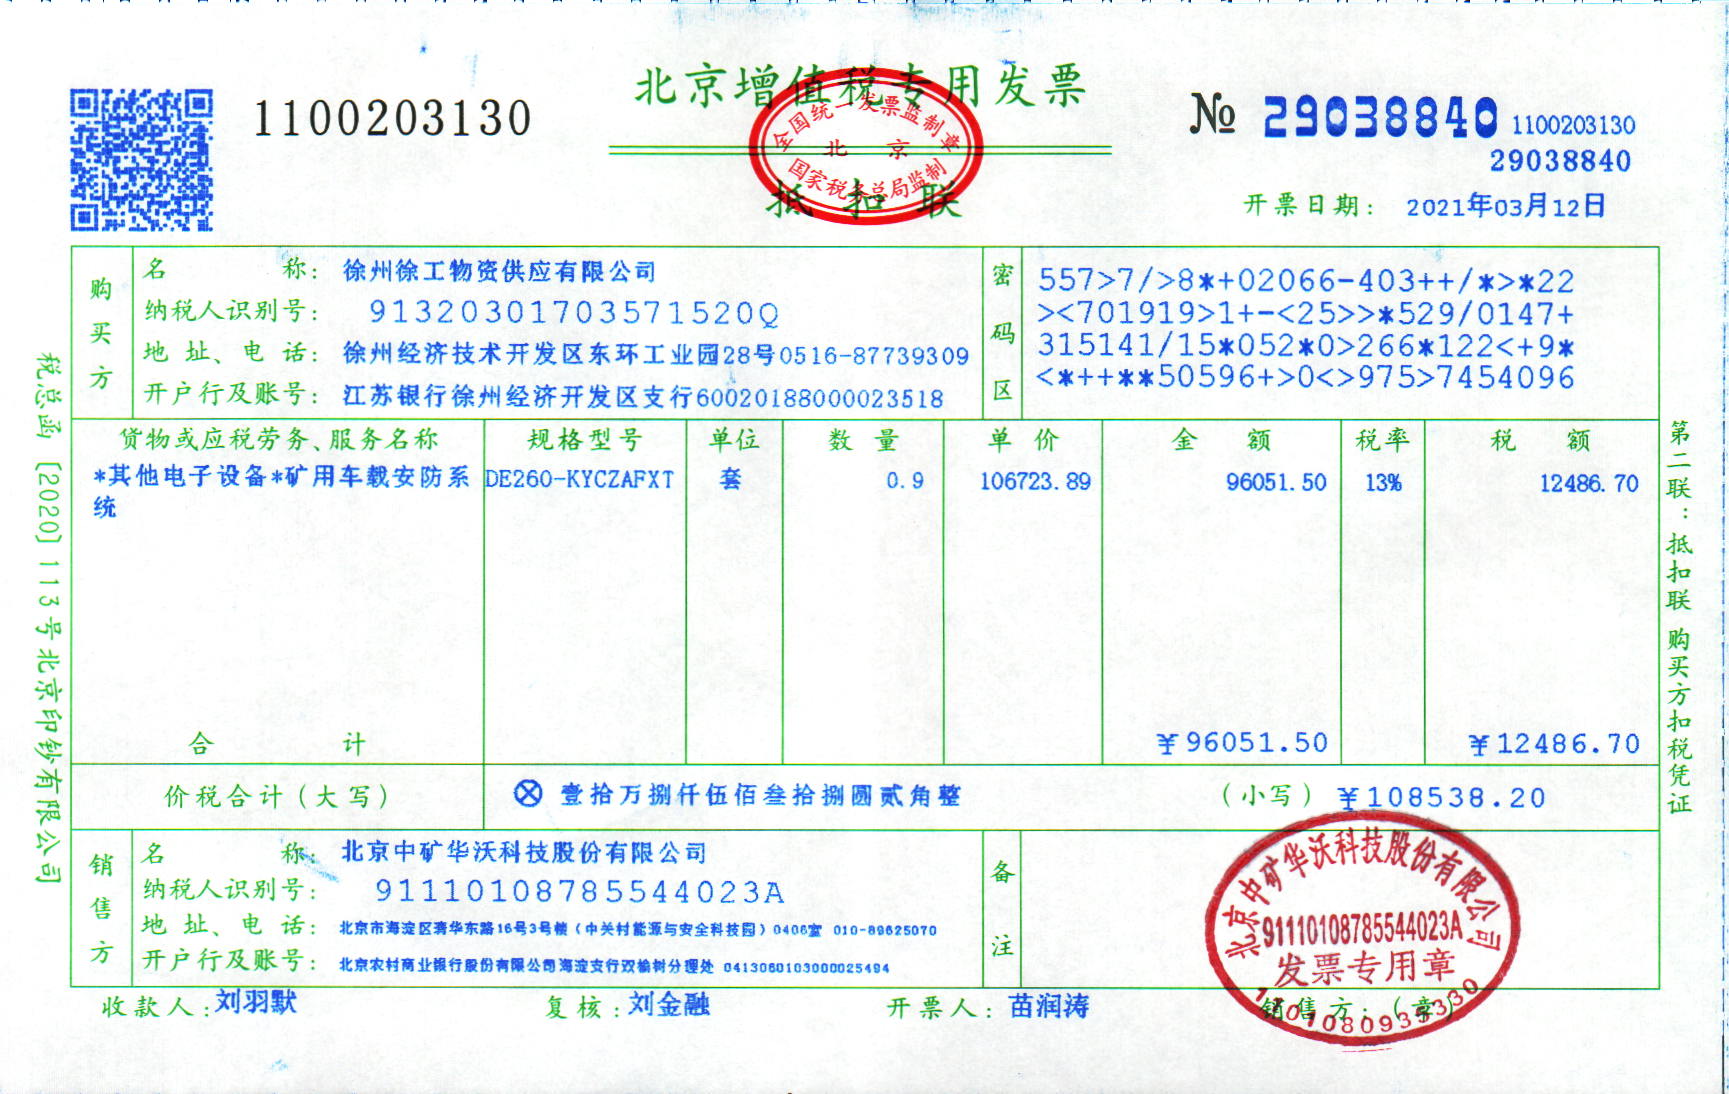 北京增值税专用发票
1100203130
№ 29038840 1100203130
29038840
全国统一发票监制章
北 京
国家税务总局监制
抵 扣 联
开票日期： 2021年03月12日
购买方
名 称： 徐州徐工物资供应有限公司
纳税人识别号： 91320301703571520Q
地 址、电 话： 徐州经济技术开发区东环工业园28号0516-87739309
开户行及账号： 江苏银行徐州经济开发区支行60020188000023518
密码区
557>7/>8*+02066-403++/*>*22
><701919>1+-<25>>*529/0147+
315141/15*052*0>266*122<+9*
<*++**50596+>0<>975>7454096
货物或应税劳务、服务名称 规格型号 单位 数 量 单 价 金 额 税率 税 额
*其他电子设备*矿用车载安防系 DE260-KYCZAFXT 套 0.9 106723.89 96051.50 13% 12486.70
统
合 计 ￥96051.50 ￥12486.70
价税合计（大写） ⊗ 壹拾万捌仟伍佰叁拾捌圆贰角整 （小写） ￥108538.20
销售方
名 称： 北京中矿华沃科技股份有限公司
纳税人识别号： 91110108785544023A
地 址、电 话： 北京市海淀区清华东路16号3号楼（中关村能源与安全科技园）0406室 010-89625070
开户行及账号： 北京农村商业银行股份有限公司海淀支行双榆树分理处 0413060103000025494
备注
北京中矿华沃科技股份有限公司
91110108785544023A
发票专用章
收款人：刘羽默 复核：刘金融 开票人：苗润涛 销售方：（章）
税总函［2020］113号北京印钞有限公司
第二联：抵扣联 购买方扣税凭证